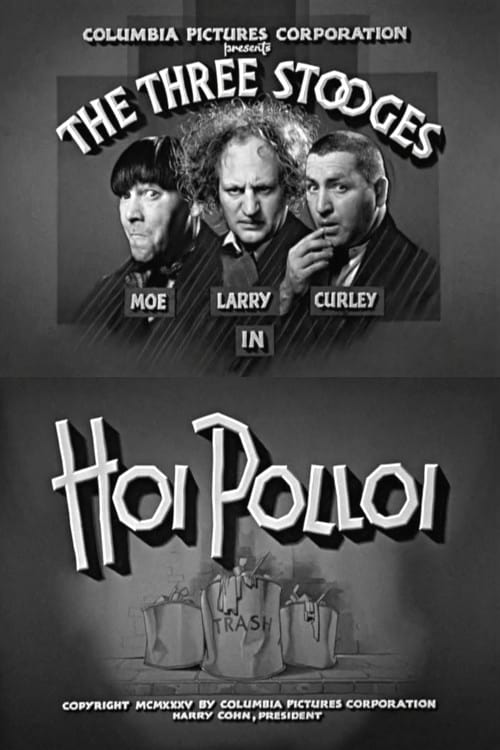 COLUMBIA PICTURES CORPORATION
presents
THE THREE STOOGES
MOE LARRY CURLEY
IN
HOI POLLOI
TRASH
COPYRIGHT MCMXXXV BY COLUMBIA PICTURES CORPORATION
HARRY COHN, PRESIDENT